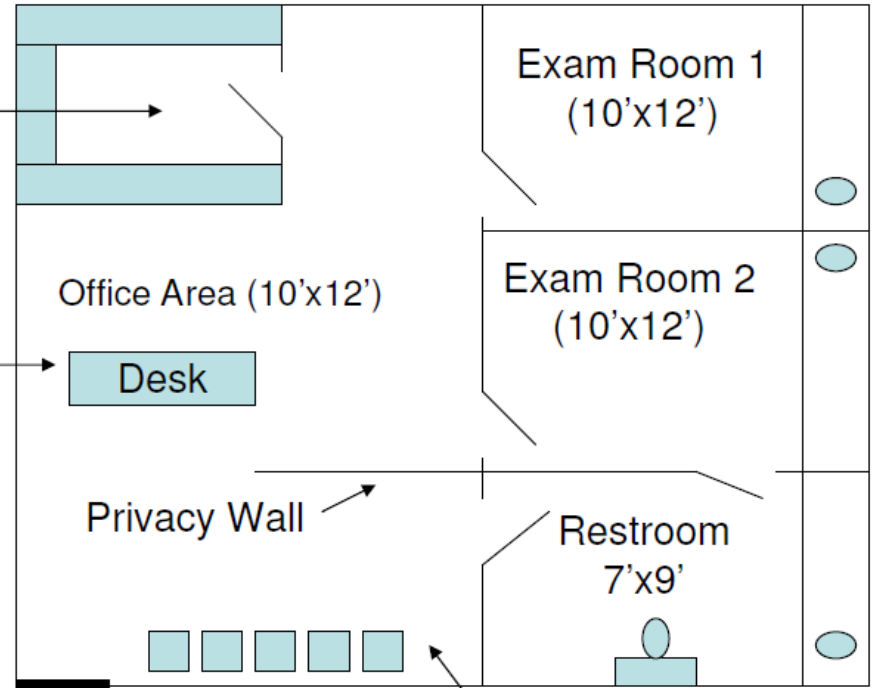 Exam Room 1
(10’x12’)
Office Area (10’x12’)
Exam Room 2
(10’x12’)
Desk
Privacy Wall
Restroom
7’x9’